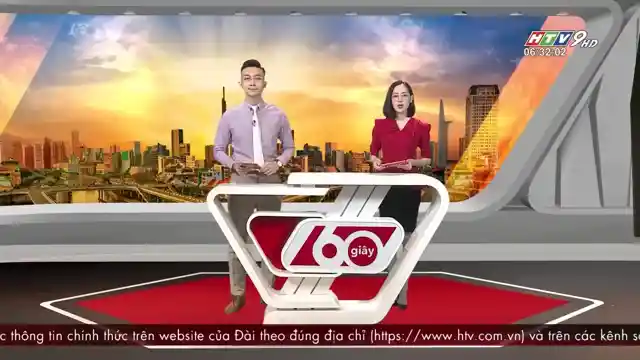 HTV9 HD
06:32:02
60 giây
c thông tin chính thức trên website của Đài theo đúng địa chỉ (https://www.htv.com.vn) và trên các kênh s